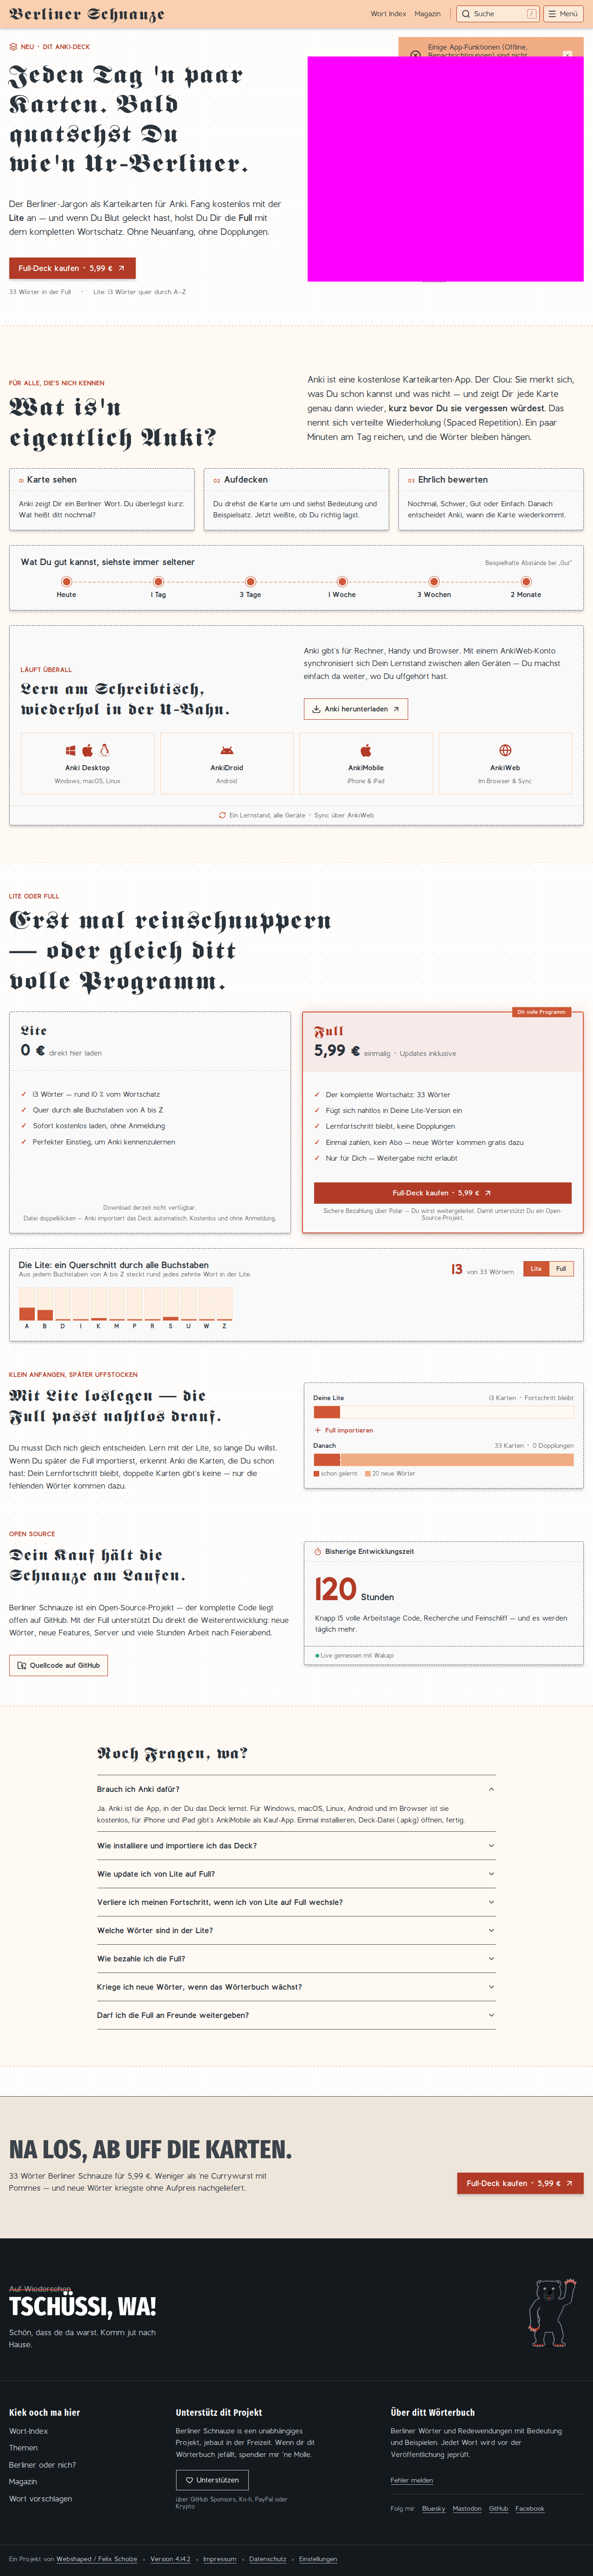 Berliner Schnauze
Wort Index
Magazin
Suche
/
Menü
NEU · DIT ANKI-DECK
Jeden Tag 'n paar
Karten. Bald
quatschst Du
wie'n Ur-Berliner.
Einige App-Funktionen (Offline,
Der Berliner-Jargon als Karteikarten für Anki. Fang kostenlos mit der
Lite an — und wenn Du Blut geleckt hast, holst Du Dir die Full mit
dem kompletten Wortschatz. Ohne Neuanfang, ohne Dopplungen.
Full-Deck kaufen · 5,99 €
33 Wörter in der Full · Lite: 13 Wörter quer durch A–Z
FÜR ALLE, DIE'S NICH KENNEN
Wat is'n
eigentlich Anki?
Anki ist eine kostenlose Karteikarten-App. Der Clou: Sie merkt sich,
was Du schon kannst und was nicht — und zeigt Dir jede Karte
genau dann wieder, kurz bevor Du sie vergessen würdest. Das
nennt sich verteilte Wiederholung (Spaced Repetition). Ein paar
Minuten am Tag reichen, und die Wörter bleiben hängen.
01 Karte sehen
Anki zeigt Dir ein Berliner Wort. Du überlegst kurz:
Wat heißt ditt nochmal?
02 Aufdecken
Du drehst die Karte um und siehst Bedeutung und
Beispielsatz. Jetzt weißte, ob Du richtig lagst.
03 Ehrlich bewerten
Nochmal, Schwer, Gut oder Einfach. Danach
entscheidet Anki, wann die Karte wiederkommt.
Wat Du gut kannst, siehste immer seltener
Beispielhafte Abstände bei „Gut"
Heute
1 Tag
3 Tage
1 Woche
3 Wochen
2 Monate
LÄUFT ÜBERALL
Lern am Schreibtisch,
wiederhol in der U-Bahn.
Anki gibt's für Rechner, Handy und Browser. Mit einem AnkiWeb-Konto
synchronisiert sich Dein Lernstand zwischen allen Geräten — Du machst
einfach da weiter, wo Du uffgehört hast.
Anki herunterladen
Anki Desktop
Windows, macOS, Linux
AnkiDroid
Android
AnkiMobile
iPhone & iPad
AnkiWeb
Im Browser & Sync
Ein Lernstand, alle Geräte · Sync über AnkiWeb
LITE ODER FULL
Erst mal reinschnuppern
— oder gleich ditt
volle Programm.
Lite
0 € direkt hier laden
✓ 13 Wörter — rund 10 % vom Wortschatz
✓ Quer durch alle Buchstaben von A bis Z
✓ Sofort kostenlos laden, ohne Anmeldung
✓ Perfekter Einstieg, um Anki kennenzulernen
Download derzeit nicht verfügbar.
Datei doppelklicken — Anki importiert das Deck automatisch. Kostenlos und ohne Anmeldung.
Dit volle Programm
Full
5,99 € einmalig · Updates inklusive
✓ Der komplette Wortschatz: 33 Wörter
✓ Fügt sich nahtlos in Deine Lite-Version ein
✓ Lernfortschritt bleibt, keine Dopplungen
✓ Einmal zahlen, kein Abo — neue Wörter kommen gratis dazu
✓ Nur für Dich — Weitergabe nicht erlaubt
Full-Deck kaufen · 5,99 €
Sichere Bezahlung über Polar — Du wirst weitergeleitet. Damit unterstützt Du ein Open-
Source-Projekt.
Die Lite: ein Querschnitt durch alle Buchstaben
Aus jedem Buchstaben von A bis Z steckt rund jedes zehnte Wort in der Lite.
13 von 33 Wörtern
Lite
Full
A B D I K M P R S U W Z
KLEIN ANFANGEN, SPÄTER UFFSTOCKEN
Mit Lite loslegen — die
Full passt nahtlos drauf.
Du musst Dich nich gleich entscheiden. Lern mit der Lite, so lange Du willst.
Wenn Du später die Full importierst, erkennt Anki die Karten, die Du schon
hast: Dein Lernfortschritt bleibt, doppelte Karten gibt's keine — nur die
fehlenden Wörter kommen dazu.
Deine Lite
13 Karten · Fortschritt bleibt
Full importieren
Danach
33 Karten · 0 Dopplungen
schon gelernt
20 neue Wörter
OPEN SOURCE
Dein Kauf hält die
Schnauze am Laufen.
Berliner Schnauze ist ein Open-Source-Projekt — der komplette Code liegt
offen auf GitHub. Mit der Full unterstützt Du direkt die Weiterentwicklung: neue
Wörter, neue Features, Server und viele Stunden Arbeit nach Feierabend.
Quellcode auf GitHub
Bisherige Entwicklungszeit
120 Stunden
Knapp 15 volle Arbeitstage Code, Recherche und Feinschliff — und es werden
täglich mehr.
Live gemessen mit Wakapi
Noch Fragen, wa?
Brauch ich Anki dafür?
Ja. Anki ist die App, in der Du das Deck lernst. Für Windows, macOS, Linux, Android und im Browser ist sie
kostenlos, für iPhone und iPad gibt's AnkiMobile als Kauf-App. Einmal installieren, Deck-Datei (.apkg) öffnen, fertig.
Wie installiere und importiere ich das Deck?
Wie update ich von Lite auf Full?
Verliere ich meinen Fortschritt, wenn ich von Lite auf Full wechsle?
Welche Wörter sind in der Lite?
Wie bezahle ich die Full?
Kriege ich neue Wörter, wenn das Wörterbuch wächst?
Darf ich die Full an Freunde weitergeben?
NA LOS, AB UFF DIE KARTEN.
33 Wörter Berliner Schnauze für 5,99 €. Weniger als 'ne Currywurst mit
Pommes — und neue Wörter kriegste ohne Aufpreis nachgeliefert.
Full-Deck kaufen · 5,99 €
Auf Wiedersehen
TSCHÜSSI, WA!
Schön, dass de da warst. Komm jut nach
Hause.
Kiek ooch ma hier
Wort-Index
Themen
Berliner oder nich?
Magazin
Wort vorschlagen
Unterstütz dit Projekt
Berliner Schnauze is een unabhängiges
Projekt, jebaut in der Freizeit. Wenn dir dit
Wörterbuch jefällt, spendier mir 'ne Molle.
Unterstützen
über GitHub Sponsors, Ko-fi, PayPal oder
Krypto
Über ditt Wörterbuch
Berliner Wörter und Redewendungen mit Bedeutung
und Beispielen. Jedet Wort wird vor der
Veröffentlichung jeprüft.
Fehler melden
Folg mir Bluesky Mastodon GitHub Facebook
Ein Projekt von Webshaped / Felix Scholze • Version 4.14.2 • Impressum • Datenschutz • Einstellungen